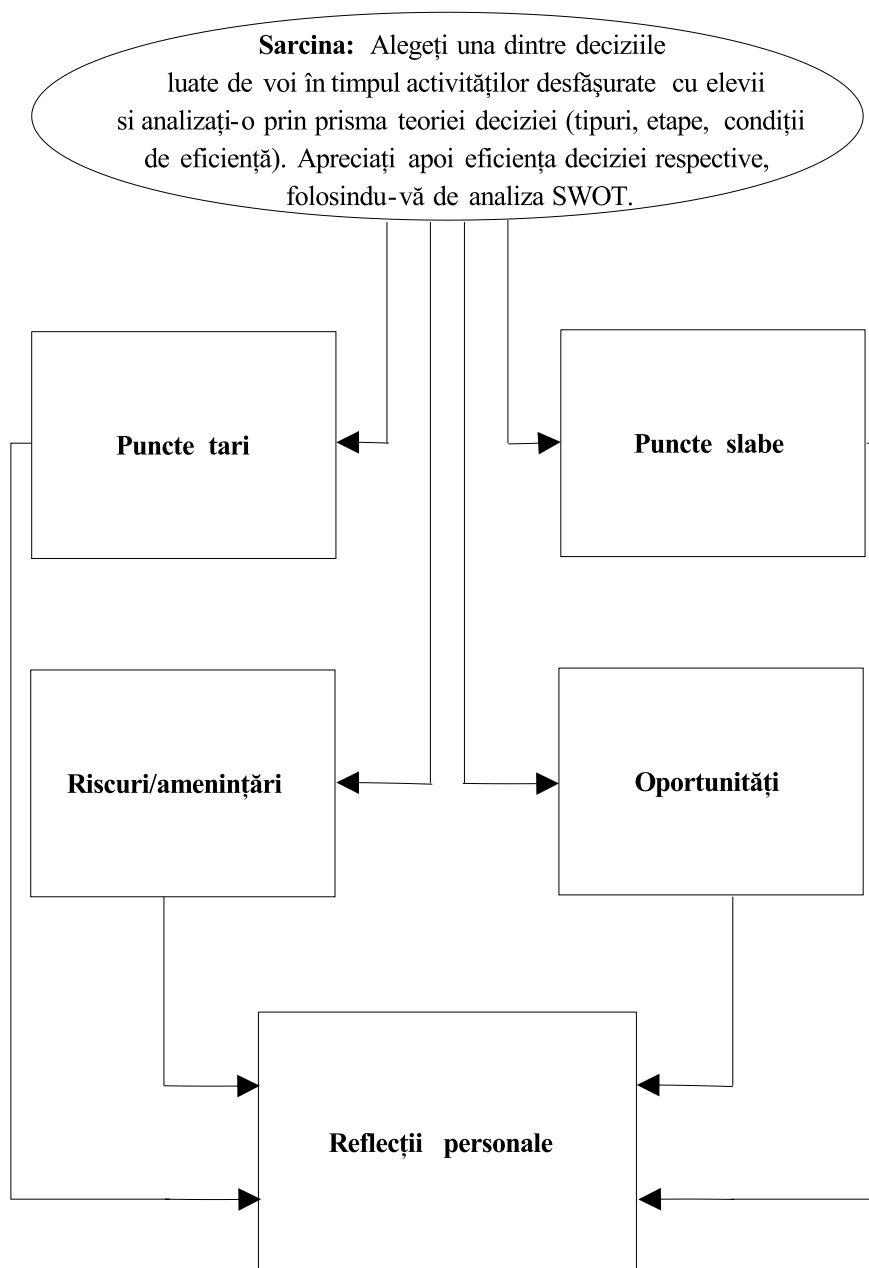 Sarcina: Alegeți una dintre deciziile
luate de voi în timpul activităților desfăşurate cu elevii
si analizați-o prin prisma teoriei deciziei (tipuri, etape, condiții
de eficiență). Apreciați apoi eficiența deciziei respective,
folosindu-vă de analiza SWOT.
Puncte tari
Puncte slabe
Riscuri/amenințări
Oportunități
Reflecții personale